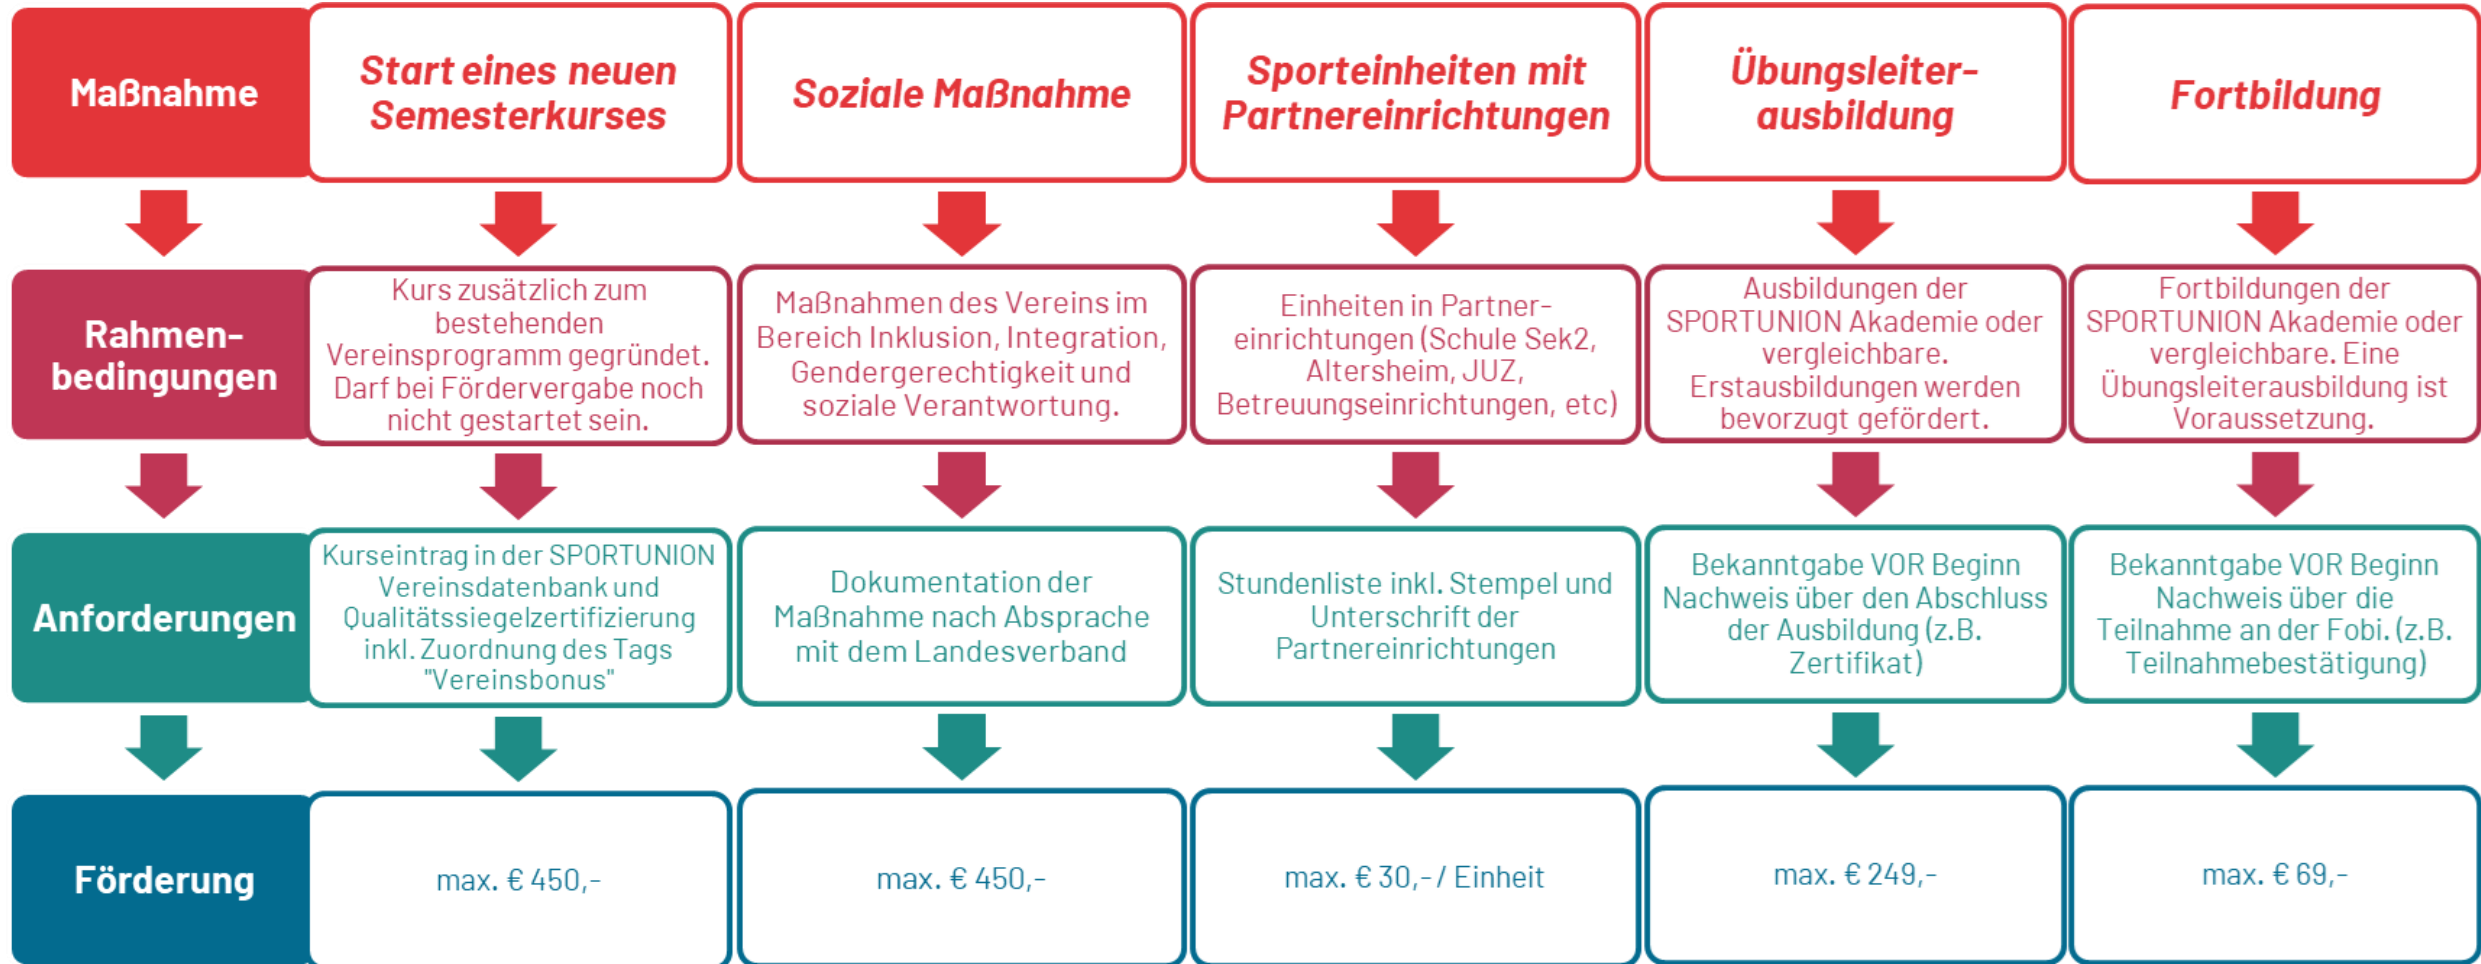 Maßnahme
Start eines neuen
Semesterkurses
Soziale Maßnahme
Sporteinheiten mit
Partnereinrichtungen
Übungsleiter-
ausbildung
Fortbildung
Rahmen-
bedingungen
Kurs zusätzlich zum
bestehenden
Vereinsprogramm gegründet.
Darf bei Fördervergabe noch
nicht gestartet sein.
Maßnahmen des Vereins im
Bereich Inklusion, Integration,
Gendergerechtigkeit und
soziale Verantwortung.
Einheiten in Partner-
einrichtungen (Schule Sek2,
Altersheim, JUZ,
Betreuungseinrichtungen, etc)
Ausbildungen der
SPORTUNION Akademie oder
vergleichbare.
Erstausbildungen werden
bevorzugt gefördert.
Fortbildungen der
SPORTUNION Akademie oder
vergleichbare. Eine
Übungsleiterausbildung ist
Voraussetzung.
Anforderungen
Kurseintrag in der SPORTUNION
Vereinsdatenbank und
Qualitätssiegelzertifizierung
inkl. Zuordnung des Tags
"Vereinsbonus"
Dokumentation der
Maßnahme nach Absprache
mit dem Landesverband
Stundenliste inkl. Stempel und
Unterschrift der
Partnereinrichtungen
Bekanntgabe VOR Beginn
Nachweis über den Abschluss
der Ausbildung (z.B.
Zertifikat)
Bekanntgabe VOR Beginn
Nachweis über die
Teilnahme an der Fobi. (z.B.
Teilnahmebestätigung)
Förderung
max. € 450,-
max. € 450,-
max. € 30,- / Einheit
max. € 249,-
max. € 69,-